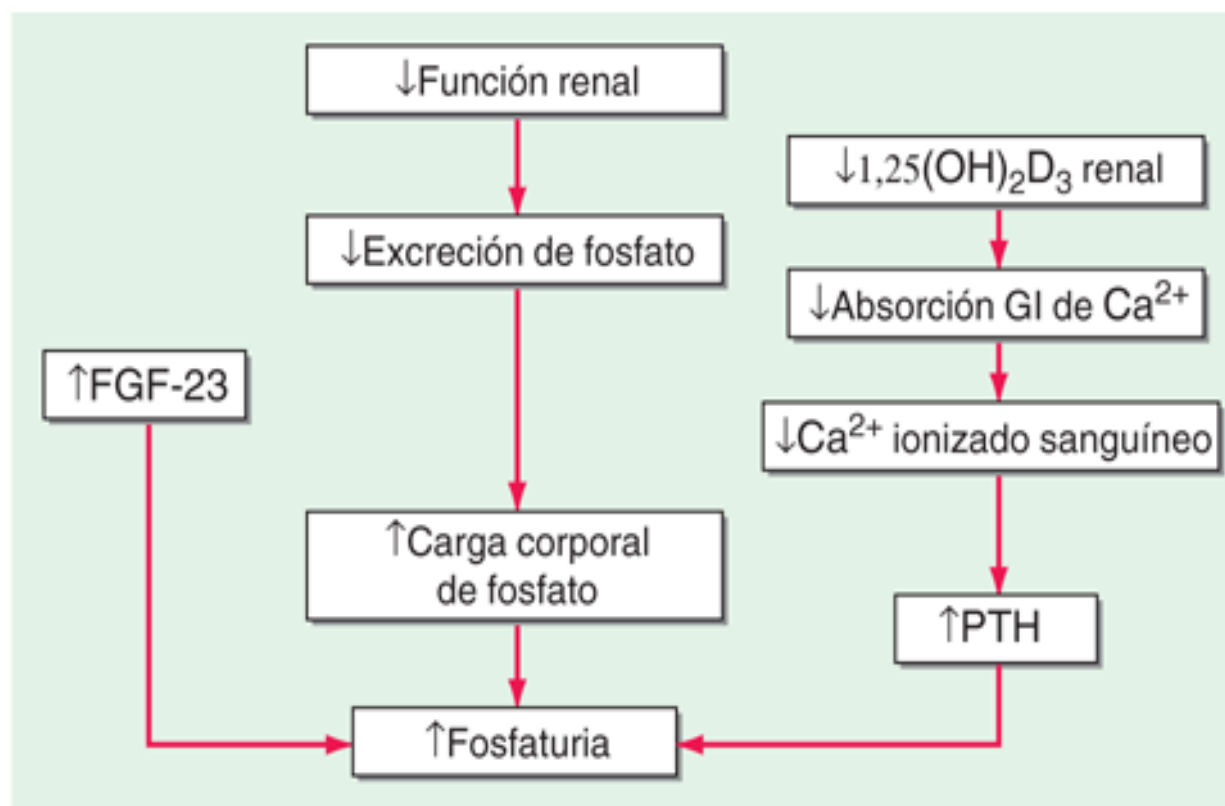 ↓Función renal
↓Excreción de fosfato
↑FGF-23
↑Carga corporal
de fosfato
↑Fosfaturia
↓1,25(OH)₂D₃ renal
↓Absorción GI de Ca²⁺
↓Ca²⁺ ionizado sanguíneo
↑PTH